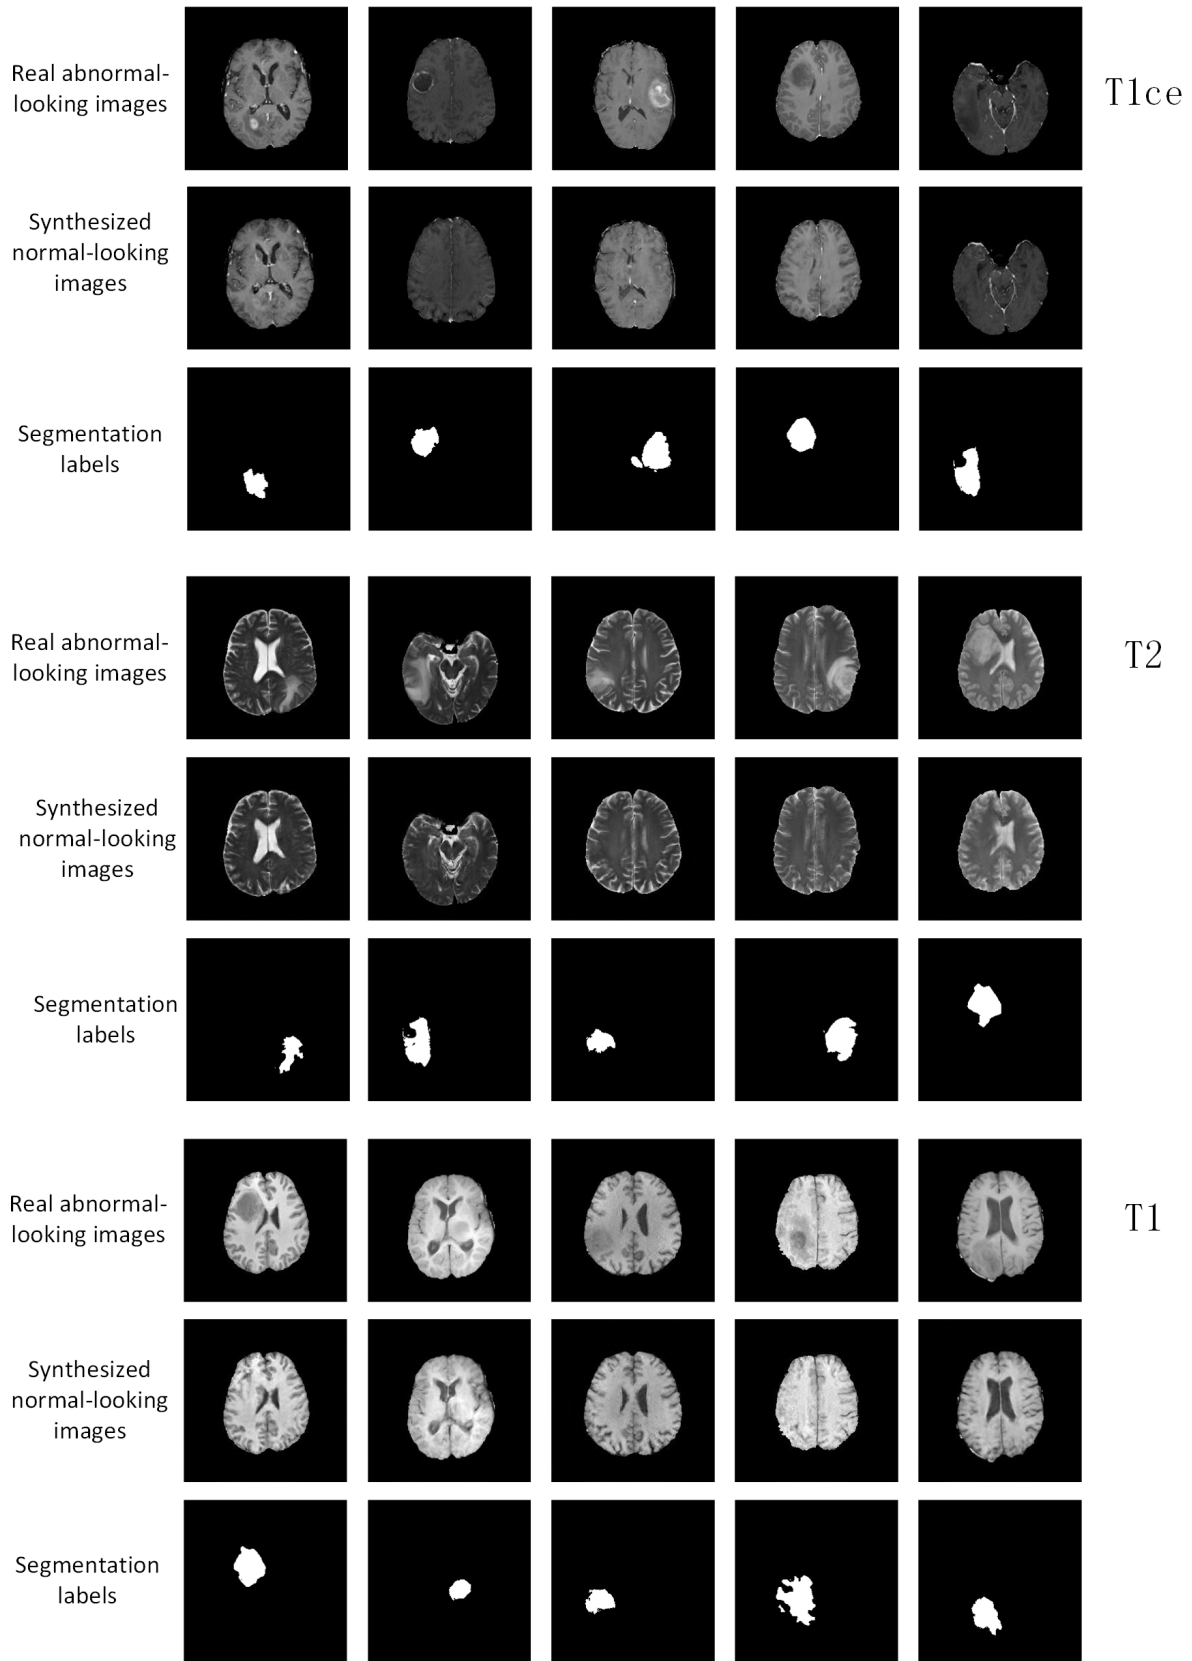 Real abnormal-
looking images
T1ce
Synthesized
normal-looking
images
Segmentation
labels
Real abnormal-
looking images
T2
Synthesized
normal-looking
images
Segmentation
labels
Real abnormal-
looking images
T1
Synthesized
normal-looking
images
Segmentation
labels